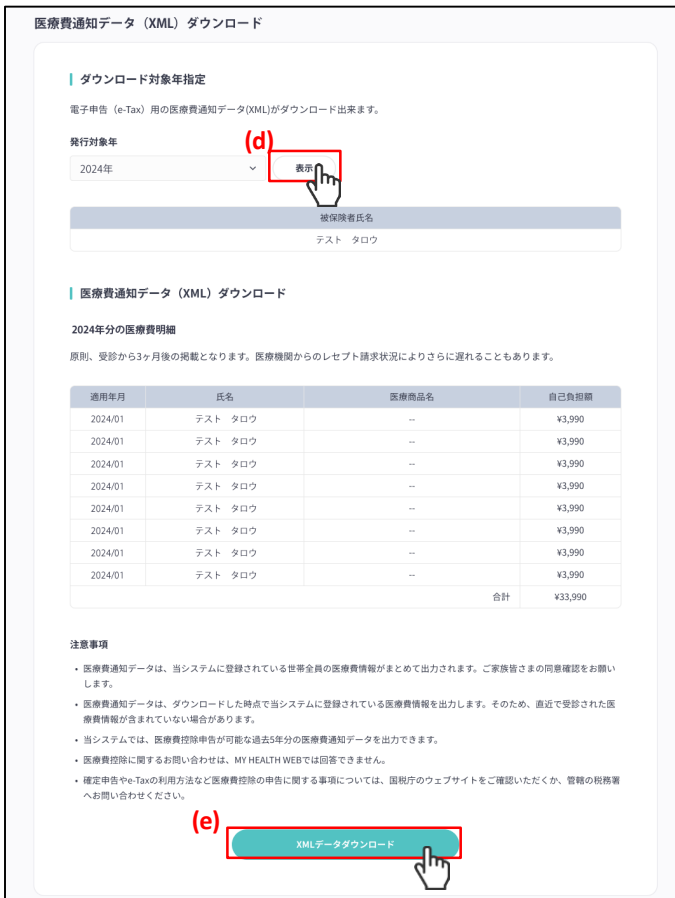 医療費通知データ（XML）ダウンロード
ダウンロード対象年指定
電子申告（e-Tax）用の医療費通知データ(XML)がダウンロード出来ます。
発行対象年
(d)
2024年
表示
被保険者氏名
テスト　タロウ
医療費通知データ（XML）ダウンロード
2024年分の医療費明細
原則、受診から3ヶ月後の掲載となります。医療機関からのレセプト請求状況によりさらに遅れることもあります。
適用年月 氏名 医療商品名 自己負担額
2024/01 テスト　タロウ -- ¥3,990
2024/01 テスト　タロウ -- ¥3,990
2024/01 テスト　タロウ -- ¥3,990
2024/01 テスト　タロウ -- ¥3,990
2024/01 テスト　タロウ -- ¥3,990
2024/01 テスト　タロウ -- ¥3,990
2024/01 テスト　タロウ -- ¥3,990
2024/01 テスト　タロウ -- ¥3,990
合計 ¥33,990
注意事項
• 医療費通知データは、当システムに登録されている世帯全員の医療費情報がまとめて出力されます。ご家族皆さまの同意確認をお願い
します。
• 医療費通知データは、ダウンロードした時点で当システムに登録されている医療費情報を出力します。そのため、直近で受診された医
療費情報が含まれていない場合があります。
• 当システムでは、医療費控除申告が可能な過去5年分の医療費通知データを出力できます。
• 医療費控除に関するお問い合わせは、MY HEALTH WEBでは回答できません。
• 確定申告やe-Taxの利用方法など医療費控除の申告に関する事項については、国税庁のウェブサイトをご確認いただくか、管轄の税務署
へお問い合わせください。
(e)
XMLデータダウンロード